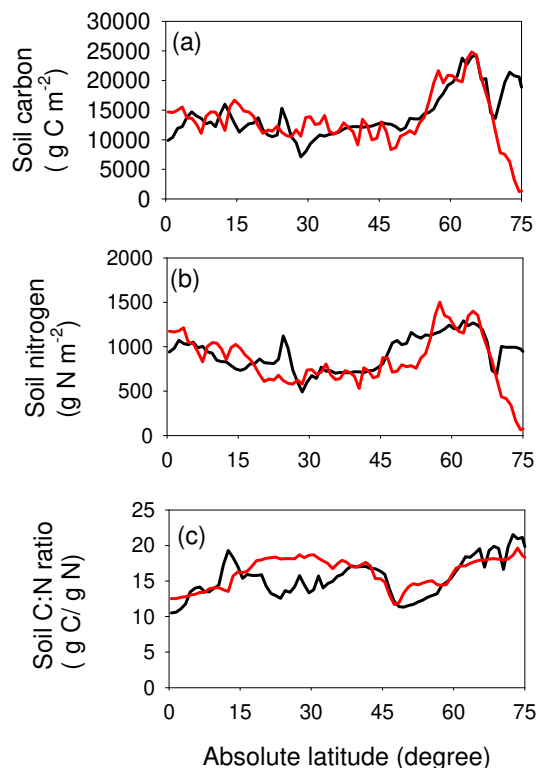 (a)
Soil carbon
( g C m-2)
30000
25000
20000
15000
10000
5000
0
0 15 30 45 60 75
(b)
Soil nitrogen
(g N m-2)
2000
1500
1000
500
0
0 15 30 45 60 75
(c)
Soil C:N ratio
( g C/ g N)
25
20
15
10
5
0
0 15 30 45 60 75
Absolute latitude (degree)